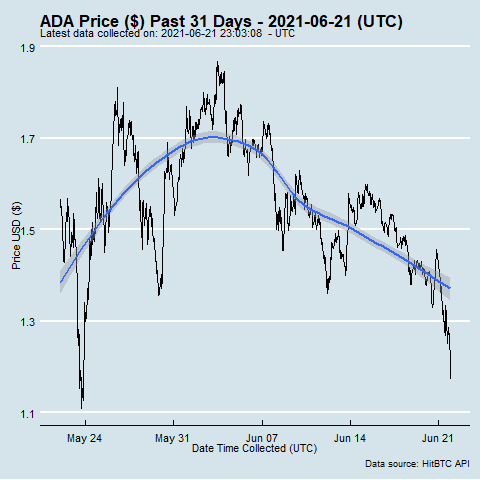 ADA Price ($) Past 31 Days - 2021-06-21 (UTC)
Latest data collected on: 2021-06-21 23:03:08  - UTC
1.9
1.7
1.5
1.3
1.1
Price USD ($)
May 24 May 31 Jun 07 Jun 14 Jun 21
Date Time Collected (UTC)
Data source: HitBTC API